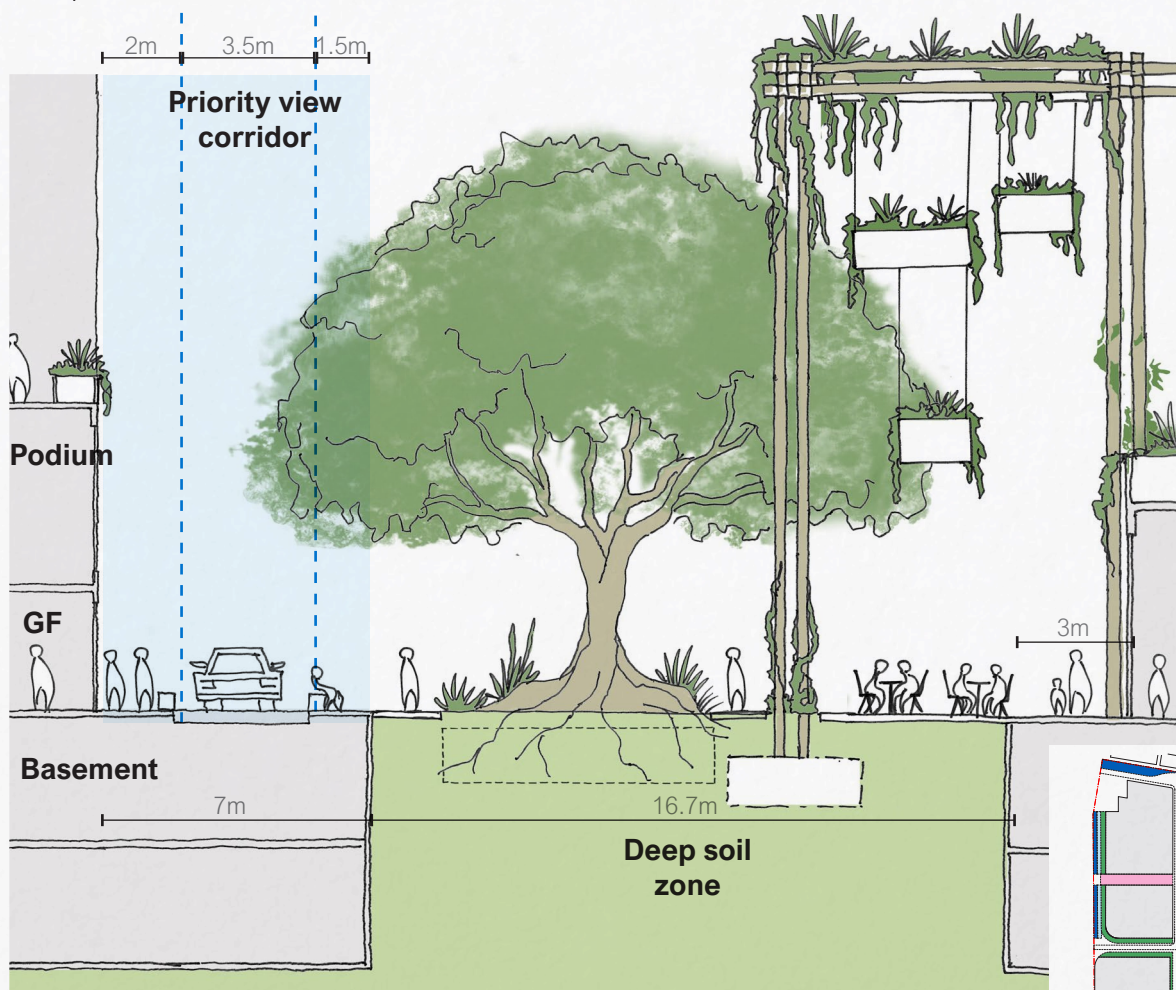 2m
3.5m
1.5m
Priority view
corridor
Podium
GF
3m
Basement
7m
16.7m
Deep soil
zone